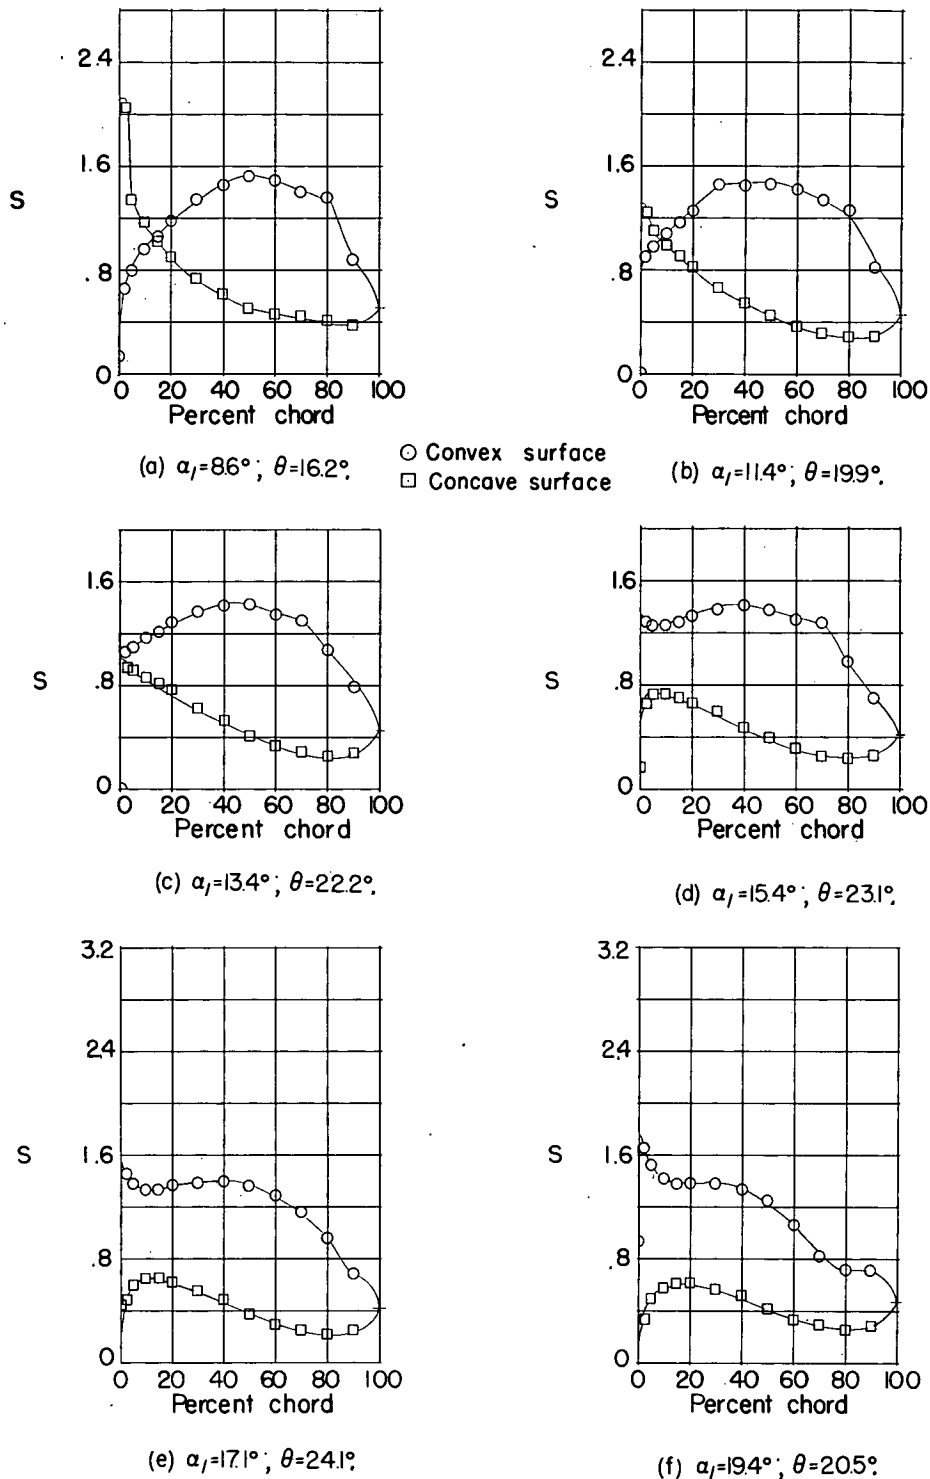 2.4
1.6
S
.8
0
0 20 40 60 80 100
Percent chord
(a) α₁=8.6°; θ=16.2°.
2.4
1.6
S
.8
0
0 20 40 60 80 100
Percent chord
(b) α₁=11.4°; θ=19.9°.
○ Convex surface
□ Concave surface
1.6
S
.8
0
0 20 40 60 80 100
Percent chord
(c) α₁=13.4°; θ=22.2°.
1.6
S
.8
0
0 20 40 60 80 100
Percent chord
(d) α₁=15.4°; θ=23.1°.
3.2
2.4
S
1.6
.8
0
0 20 40 60 80 100
Percent chord
(e) α₁=17.1°; θ=24.1°.
3.2
2.4
S
1.6
.8
0
0 20 40 60 80 100
Percent chord
(f) α₁=19.4°; θ=20.5°.